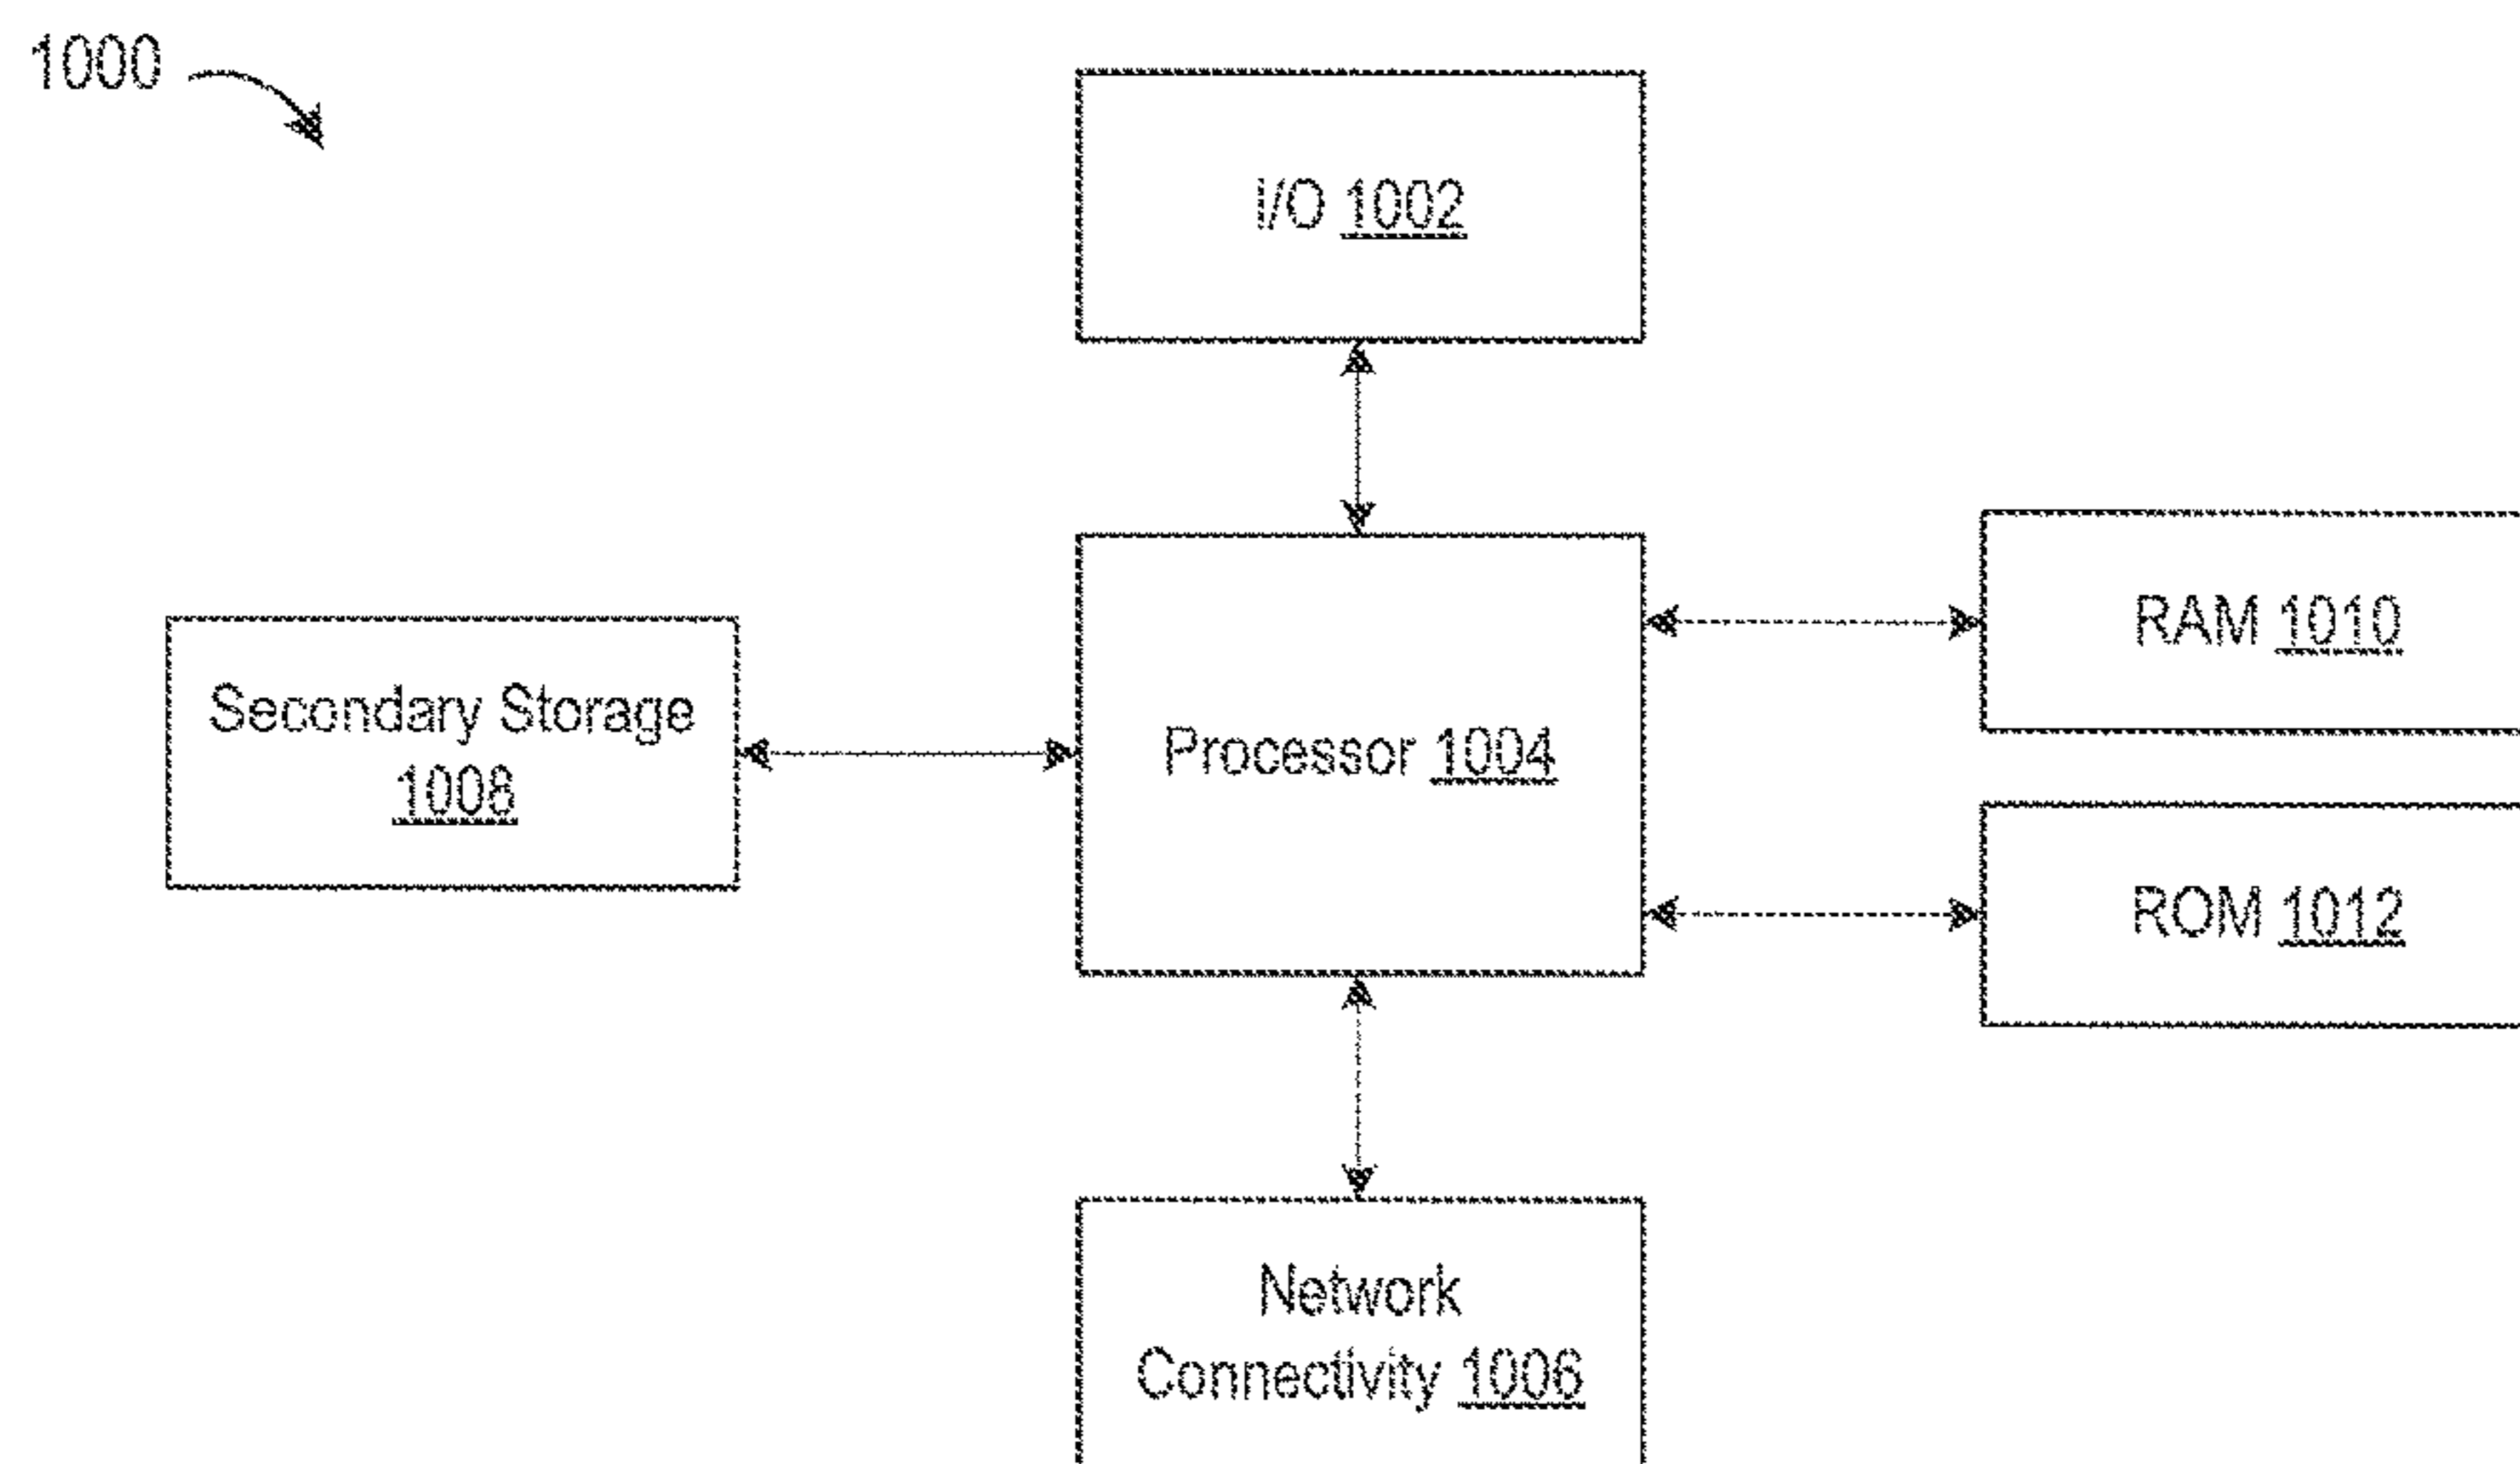 1000
I/O 1002
RAM 1010
Secondary Storage
1008
Processor 1004
ROM 1012
Network
Connectivity 1006